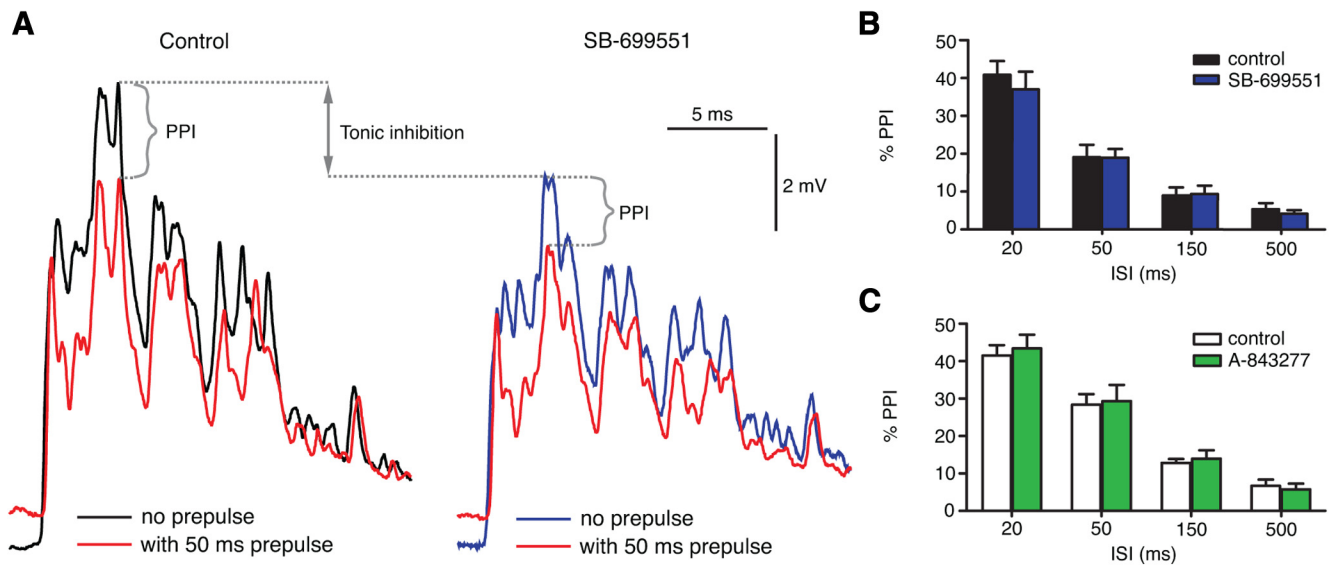 A
Control
SB-699551
PPI
Tonic inhibition
5 ms
2 mV
PPI
no prepulse
with 50 ms prepulse
no prepulse
with 50 ms prepulse
B
50
40
30
20
10
0
% PPI
control
SB-699551
20 50 150 500
ISI (ms)
C
50
40
30
20
10
0
% PPI
control
A-843277
20 50 150 500
ISI (ms)